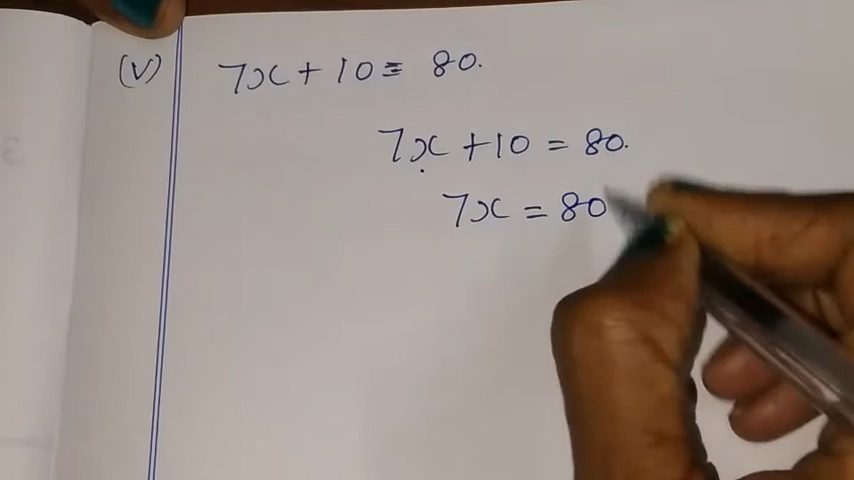 (V) 7x + 10 = 80.
7x + 10 = 80.
7x = 80